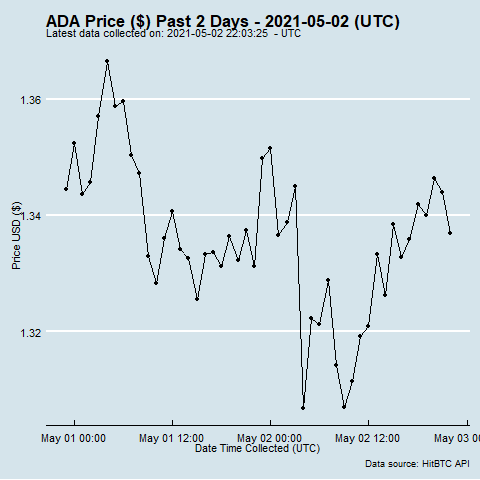 ADA Price ($) Past 2 Days - 2021-05-02 (UTC)
Latest data collected on: 2021-05-02 22:03:25  - UTC
1.36
1.34
1.32
Price USD ($)
May 01 00:00
May 01 12:00
May 02 00:00
May 02 12:00
May 03 0
Date Time Collected (UTC)
Data source: HitBTC API